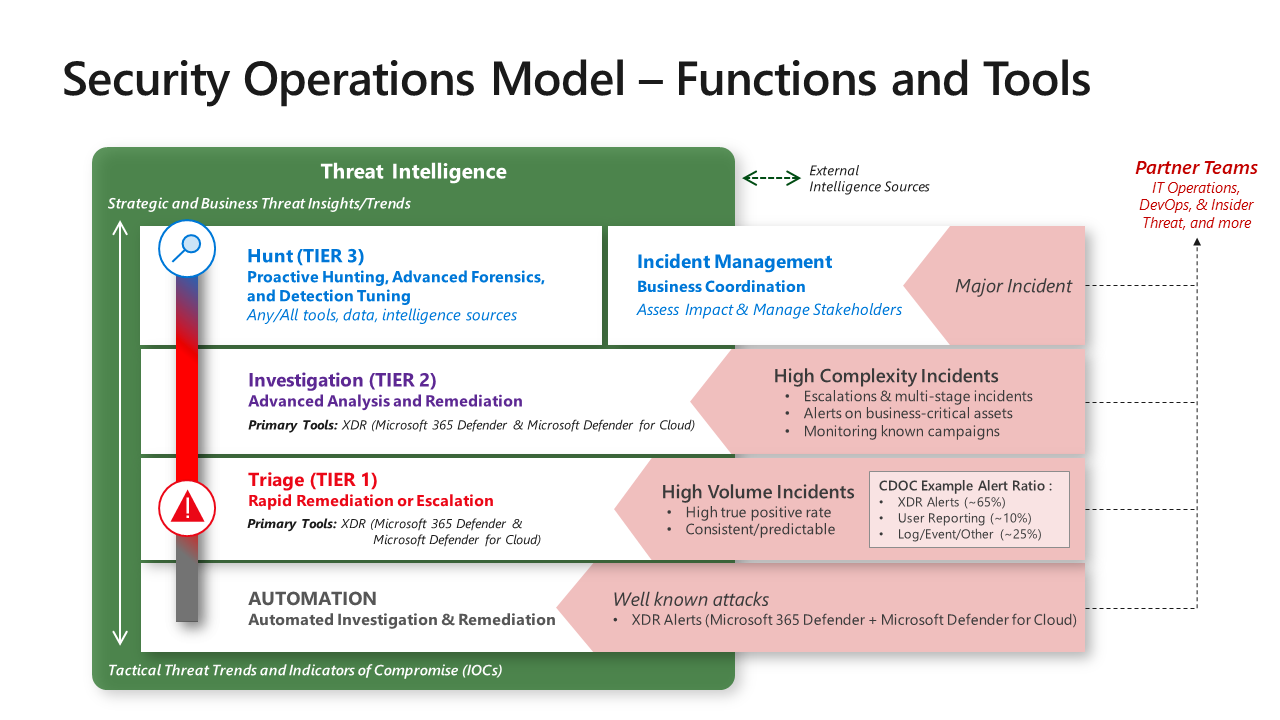 Security Operations Model – Functions and Tools
Threat Intelligence
Strategic and Business Threat Insights/Trends
External
Intelligence Sources
Partner Teams
IT Operations,
DevOps, & Insider
Threat, and more
Hunt (TIER 3)
Proactive Hunting, Advanced Forensics,
and Detection Tuning
Any/All tools, data, intelligence sources
Incident Management
Business Coordination
Assess Impact & Manage Stakeholders
Major Incident
Investigation (TIER 2)
Advanced Analysis and Remediation
Primary Tools: XDR (Microsoft 365 Defender & Microsoft Defender for Cloud)
High Complexity Incidents
• Escalations & multi-stage incidents
• Alerts on business-critical assets
• Monitoring known campaigns
Triage (TIER 1)
Rapid Remediation or Escalation
Primary Tools: XDR (Microsoft 365 Defender &
Microsoft Defender for Cloud)
High Volume Incidents
• High true positive rate
• Consistent/predictable
CDOC Example Alert Ratio :
• XDR Alerts (~65%)
• User Reporting (~10%)
• Log/Event/Other (~25%)
AUTOMATION
Automated Investigation & Remediation
Well known attacks
• XDR Alerts (Microsoft 365 Defender + Microsoft Defender for Cloud)
Tactical Threat Trends and Indicators of Compromise (IOCs)